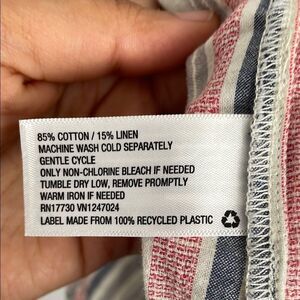 85% COTTON / 15% LINEN
MACHINE WASH COLD SEPARATELY
GENTLE CYCLE
ONLY NON-CHLORINE BLEACH IF NEEDED
TUMBLE DRY LOW, REMOVE PROMPTLY
WARM IRON IF NEEDED
RN17730 VN1247024
LABEL MADE FROM 100% RECYCLED PLASTIC